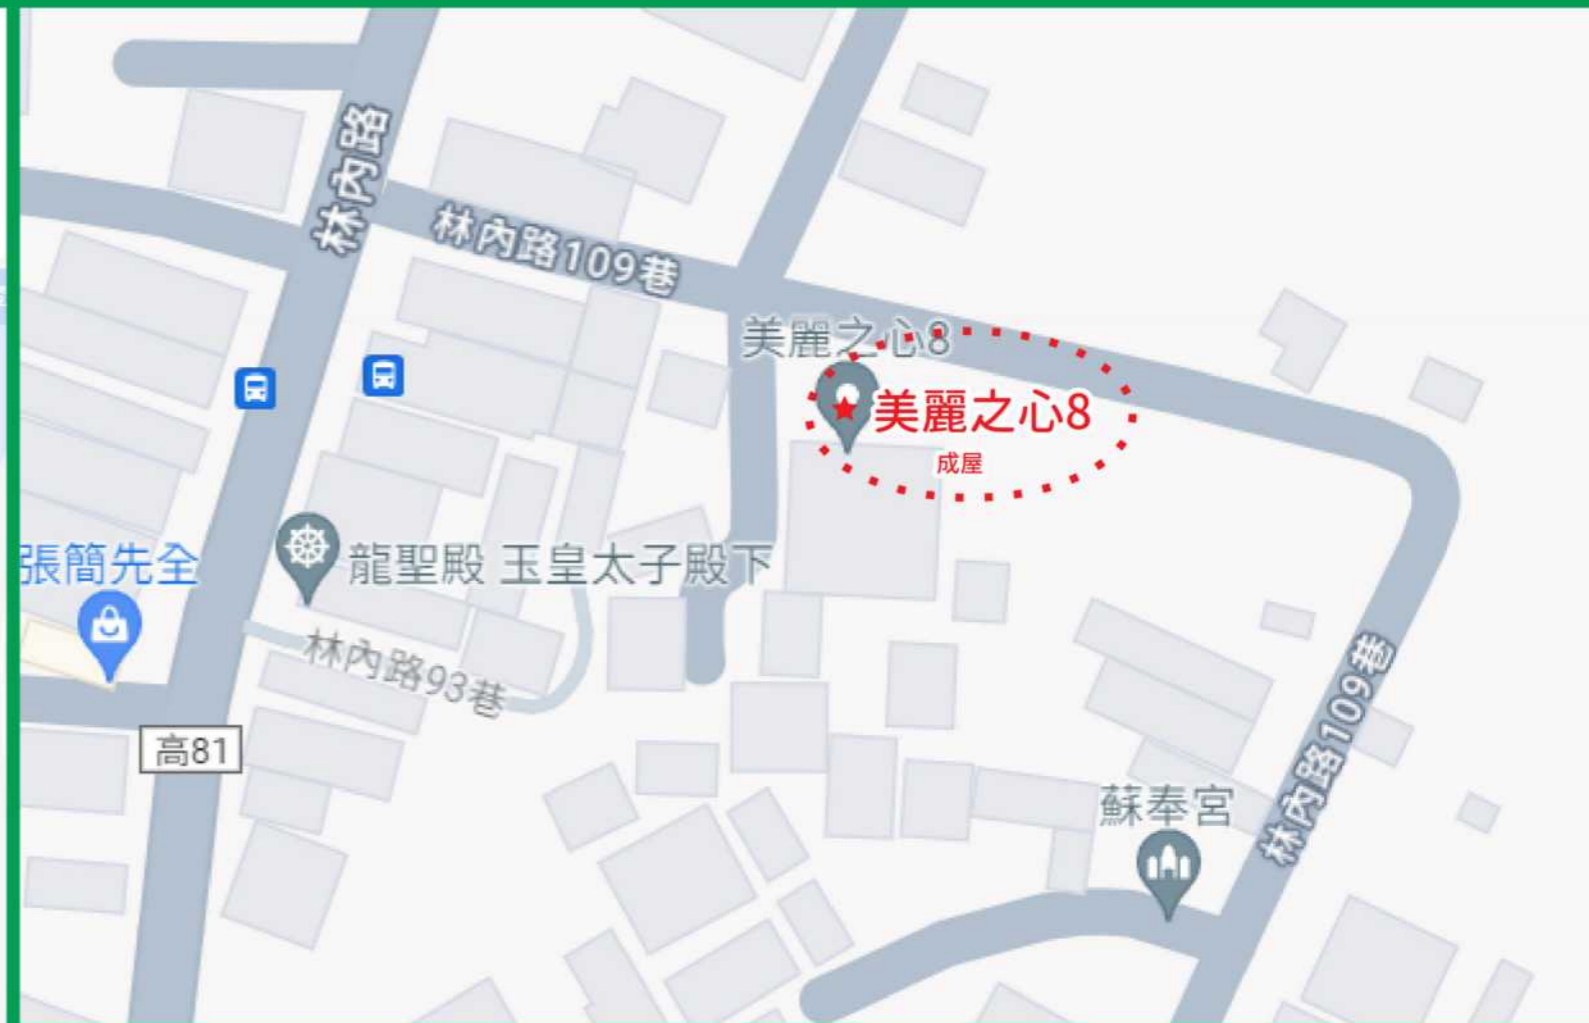 林內路
林內路109巷
美麗之心8
美麗之心8
成屋
張簡先全
龍聖殿 玉皇太子殿下
林內路93巷
高81
林內路109巷
蘇奉宮